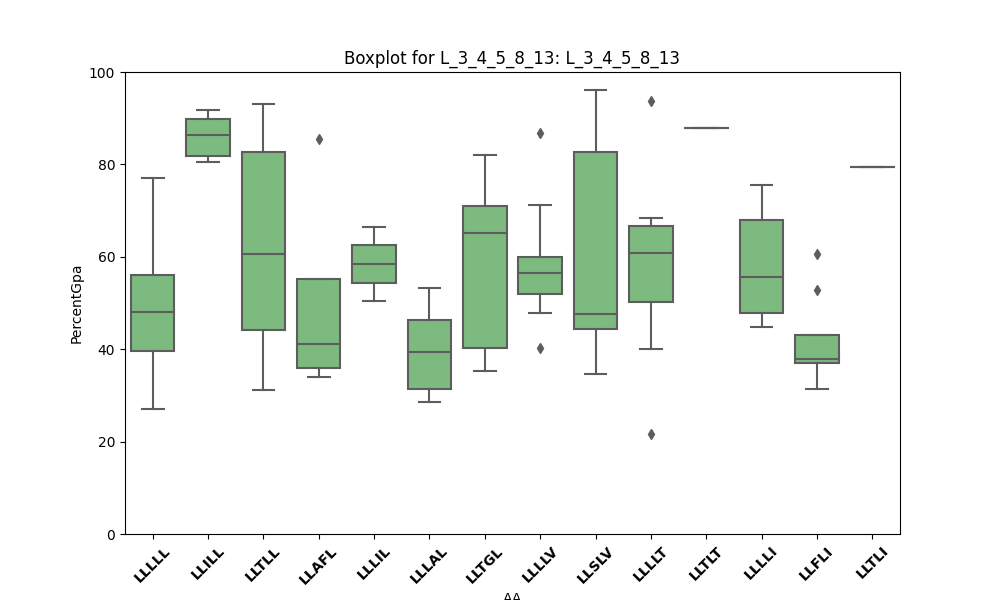 Boxplot for L_3_4_5_8_13: L_3_4_5_8_13
100
80
60
40
20
0
PercentGpa
LLLLL LLILL LLTLL LLAFL LLLIL LLLAL LLTGL LLLLV LLSLV LLLLT LLTLT LLLLI LLFLI LLTLI
AA